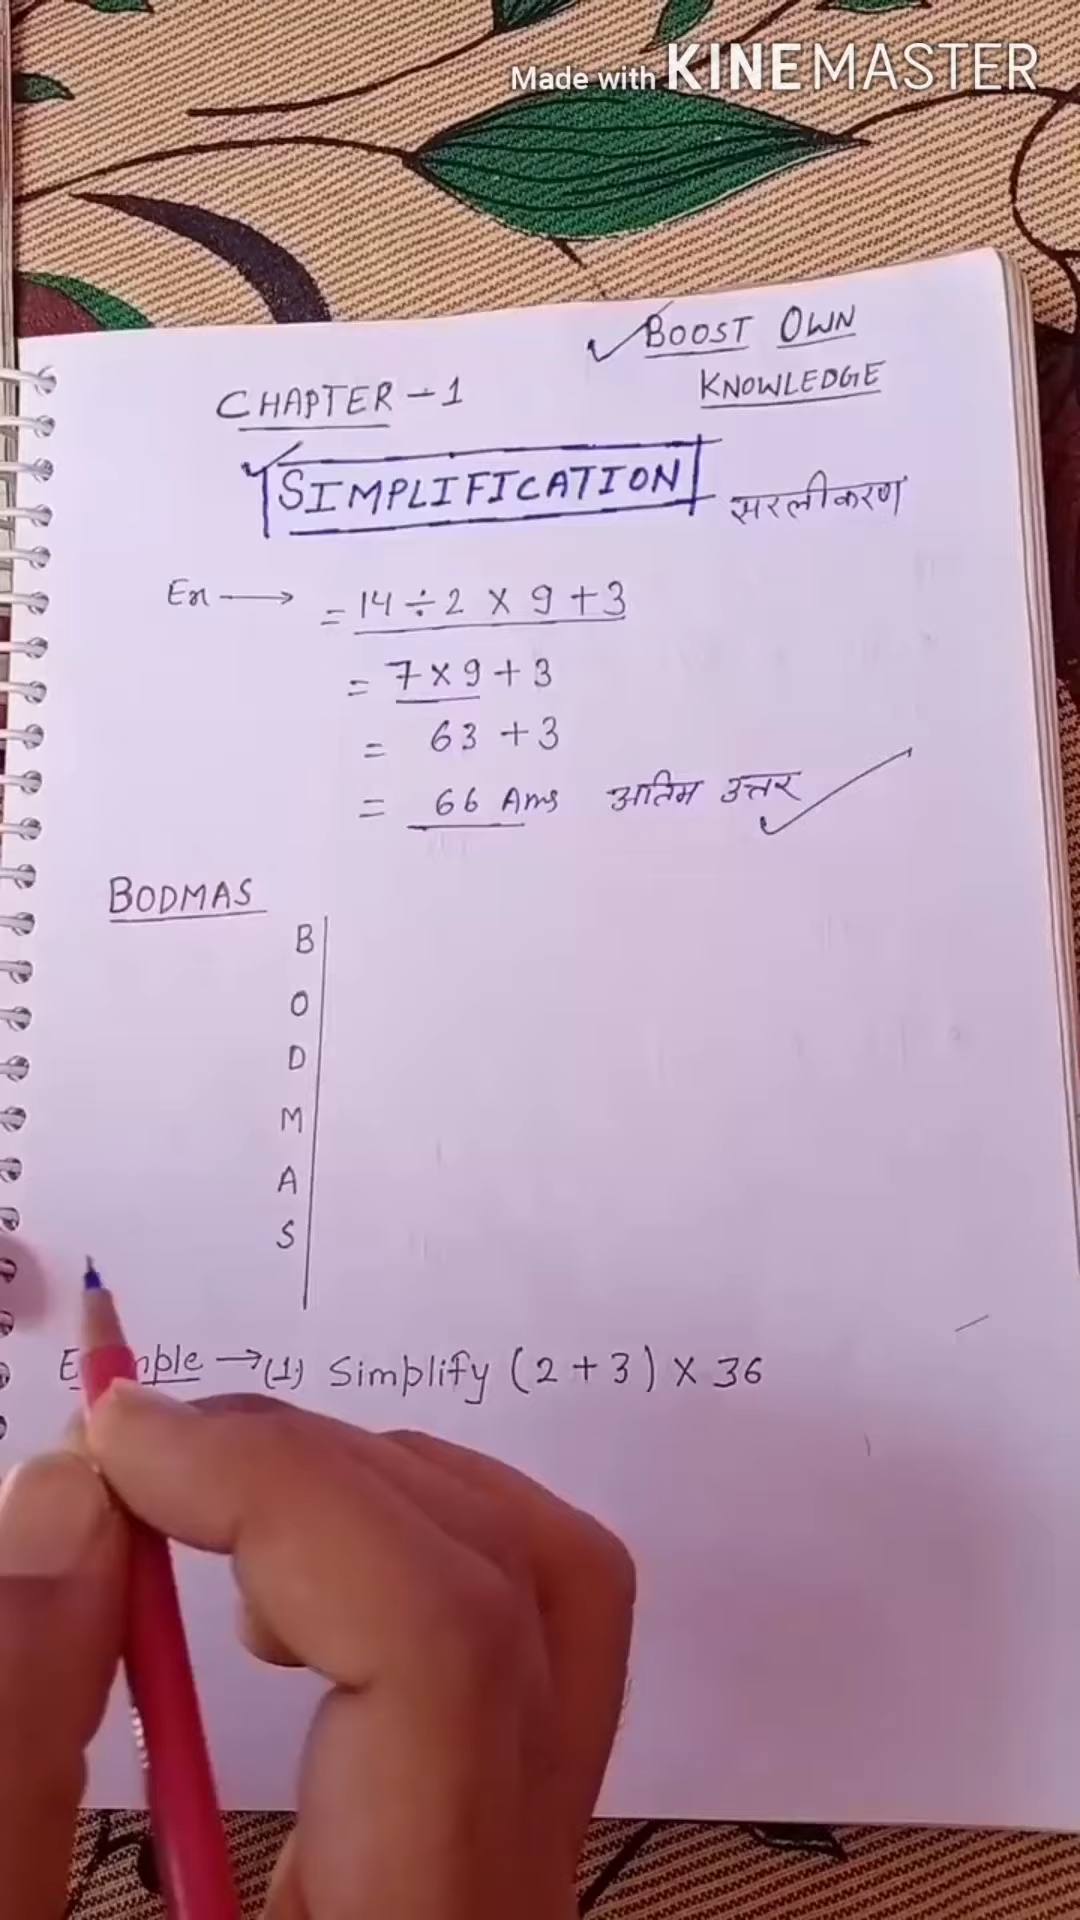 Made with KINEMASTER
BOOST OWN
KNOWLEDGE
CHAPTER-1
SIMPLIFICATION
सरलीकरण
Ex → = 14 ÷ 2 × 9 + 3
= 7 × 9 + 3
= 63 + 3
= 66 Ans अतिम उत्तर
BODMAS
B
O
D
M
A
S
→ (1) Simplify (2 + 3) × 36